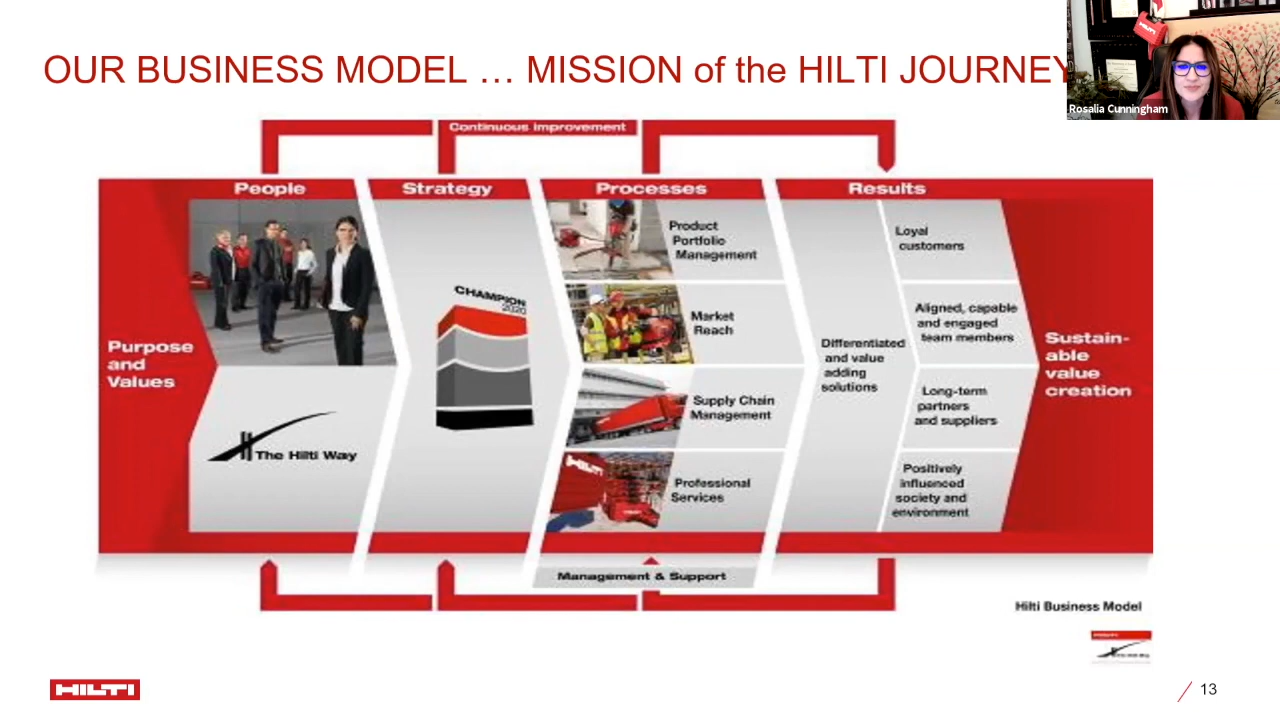 OUR BUSINESS MODEL … MISSION of the HILTI JOURNEY
Rosalia Cunningham
Continuous Improvement
People
Strategy
Processes
Results
Purpose
and
Values
The Hilti Way
CHAMPION
2020
Product
Portfolio
Management
Market
Reach
Supply Chain
Management
HILTI
Professional
Services
Differentiated
and value
adding
solutions
Loyal
customers
Aligned, capable
and engaged
team members
Long-term
partners
and suppliers
Positively
influenced
society and
environment
Sustain-
able
value
creation
Management & Support
Hilti Business Model
HILTI
13